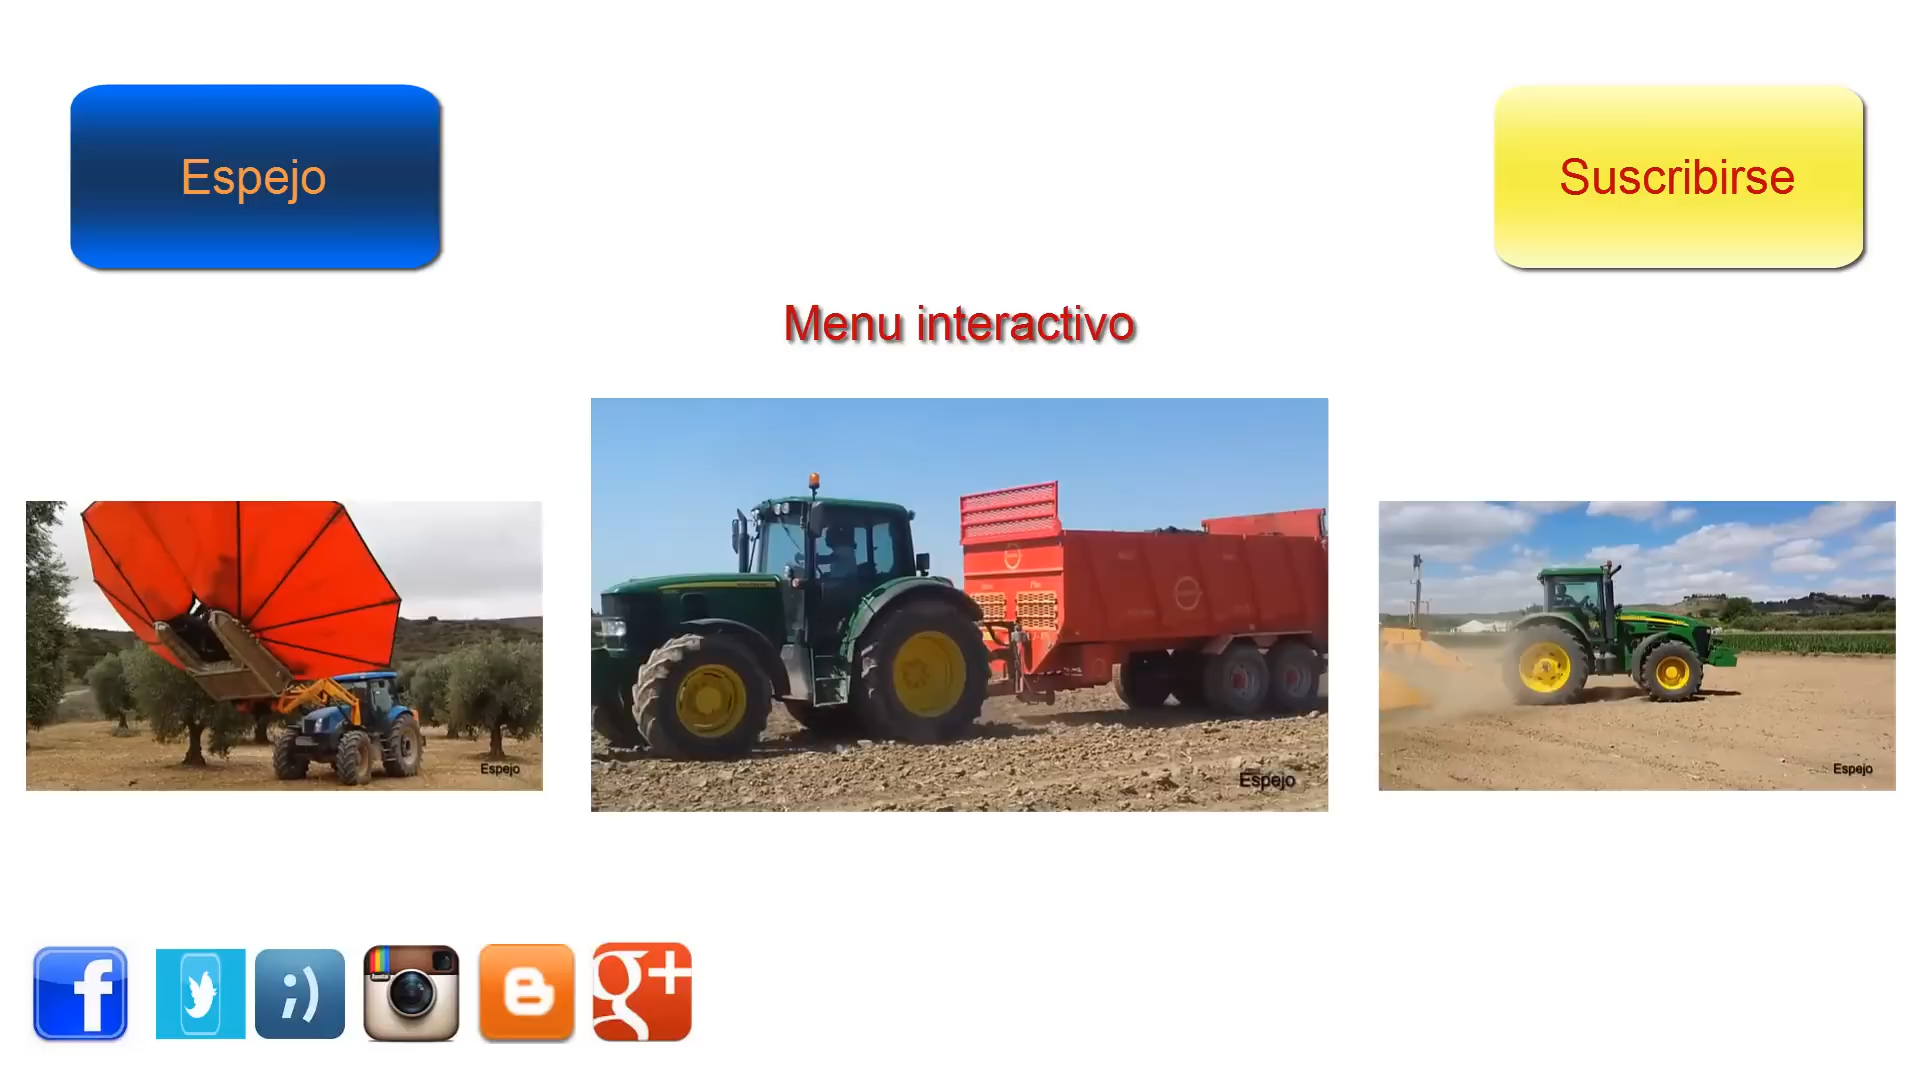 Espejo
Suscribirse
Menu interactivo
Espejo
Espejo
Espejo
f
;)
B
g+